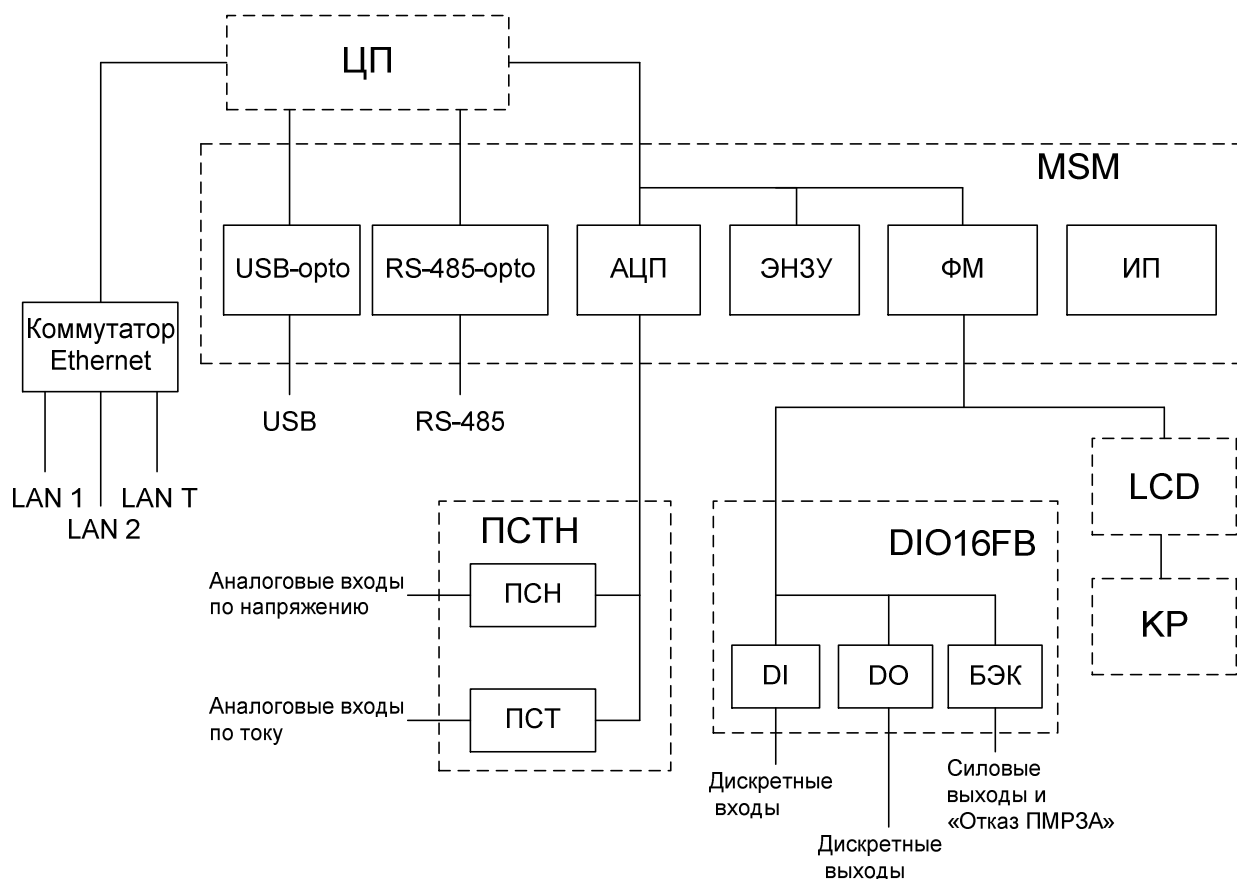 ЦП
MSM
USB-opto
RS-485-opto
АЦП
ЭНЗУ
ФМ
ИП
Коммутатор
Ethernet
USB
RS-485
LAN 1
LAN 2
LAN T
ПСТН
Аналоговые входы
по напряжению
ПСН
Аналоговые входы
по току
ПСТ
DIO16FB
DI
DO
БЭК
LCD
KP
Дискретные
входы
Дискретные
выходы
Силовые
выходы и
«Отказ ПМРЗА»